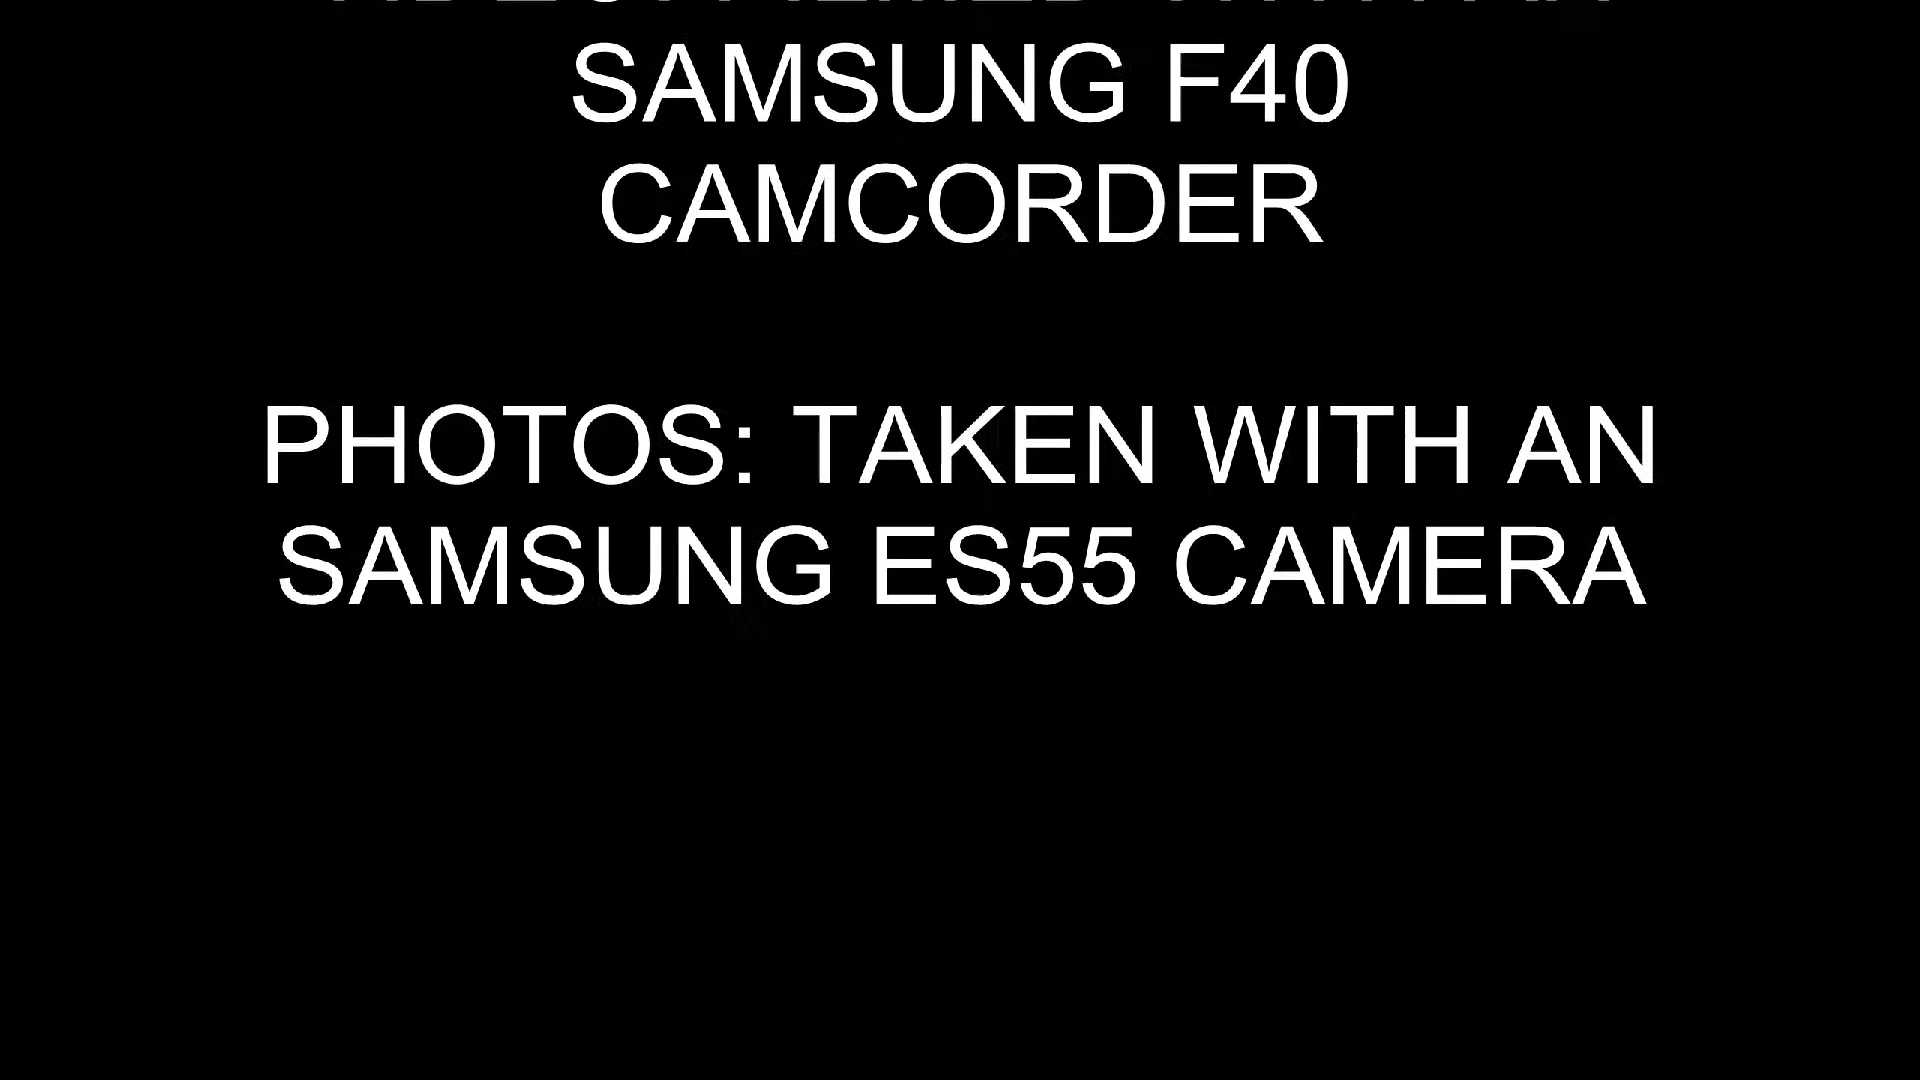 SAMSUNG F40
CAMCORDER
PHOTOS: TAKEN WITH AN
SAMSUNG ES55 CAMERA